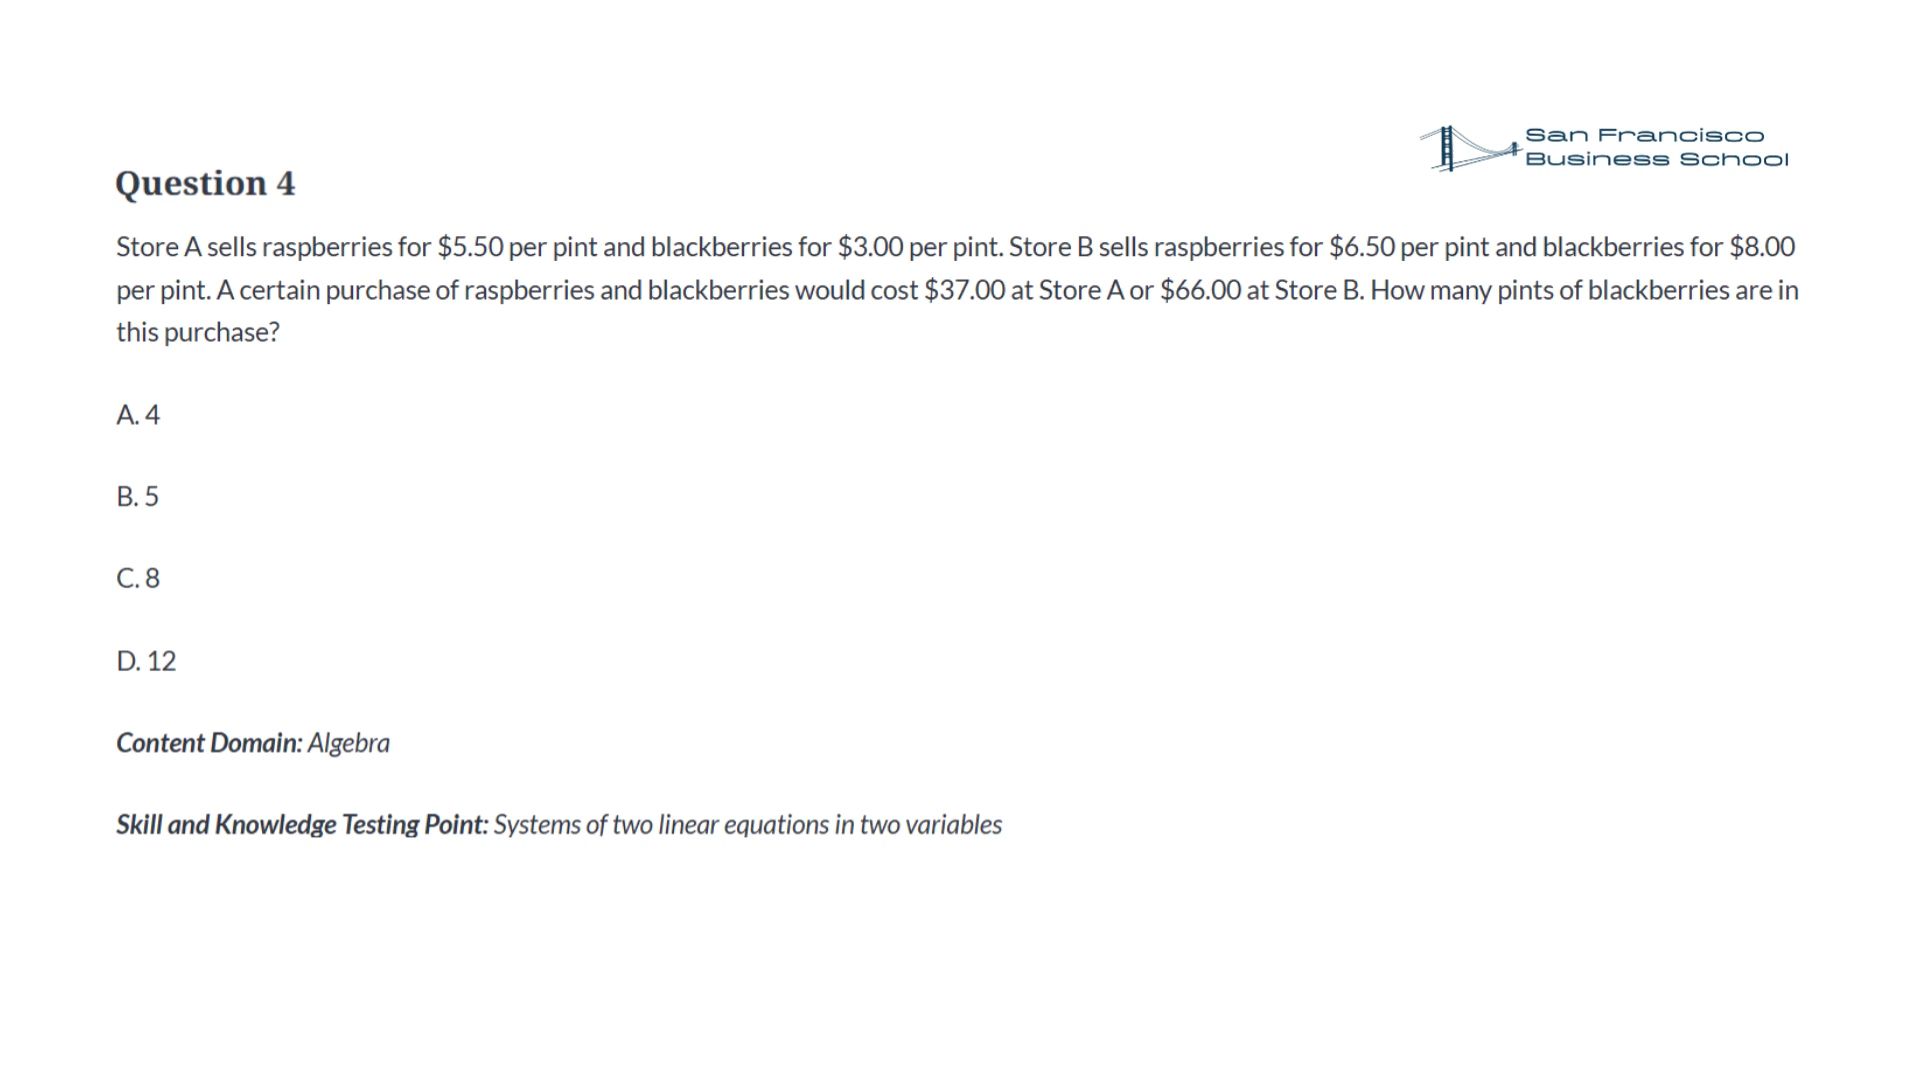 San Francisco
Business School
Question 4
Store A sells raspberries for $5.50 per pint and blackberries for $3.00 per pint. Store B sells raspberries for $6.50 per pint and blackberries for $8.00
per pint. A certain purchase of raspberries and blackberries would cost $37.00 at Store A or $66.00 at Store B. How many pints of blackberries are in
this purchase?
A. 4
B. 5
C. 8
D. 12
Content Domain: Algebra
Skill and Knowledge Testing Point: Systems of two linear equations in two variables